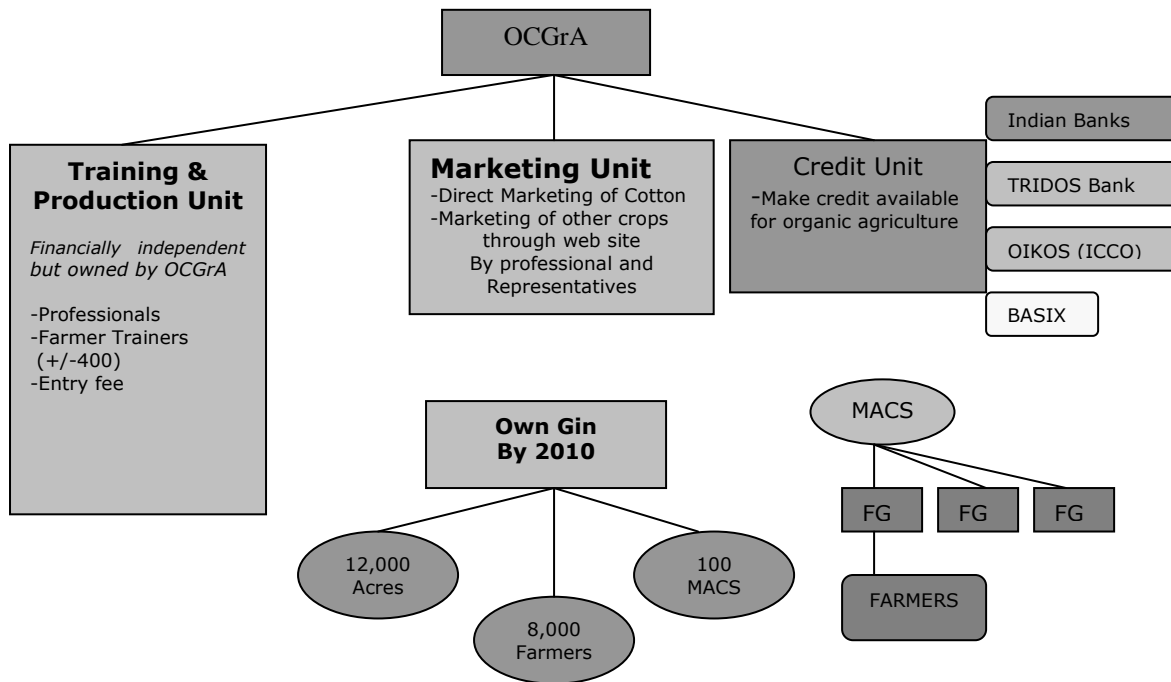 OCGrA
Training &
Production Unit
Financially independent
but owned by OCGrA
-Professionals
-Farmer Trainers
(+/-400)
-Entry fee
Marketing Unit
-Direct Marketing of Cotton
-Marketing of other crops
through web site
By professional and
Representatives
Credit Unit
-Make credit available
for organic agriculture
Indian Banks
TRIDOS Bank
OIKOS (ICCO)
BASIX
Own Gin
By 2010
12,000
Acres
8,000
Farmers
100
MACS
MACS
FG
FG
FG
FARMERS